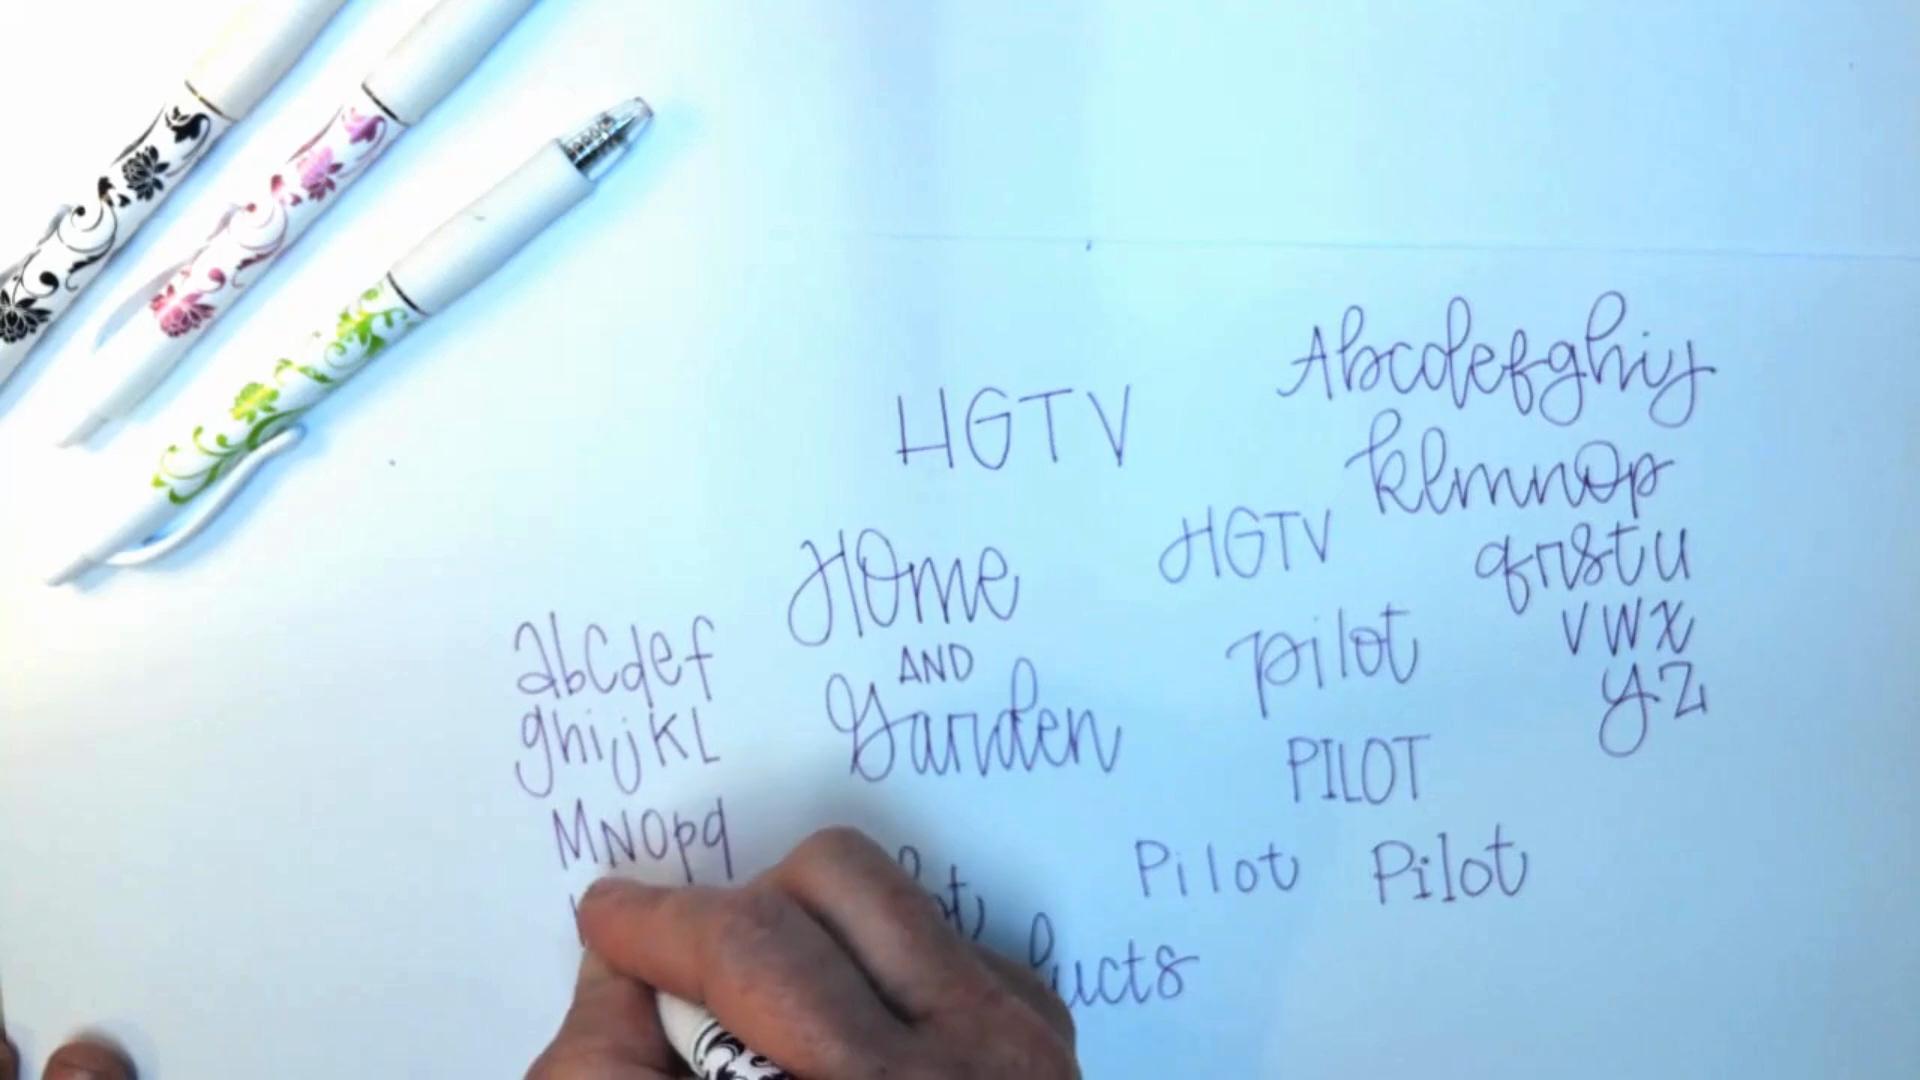 HGTV
Abcdefghij
klmnop
qrstu
vwx
yz
HGTV
Home
AND
Garden
pilot
PILOT
Pilot Pilot
abcdef
ghijkL
MNOpq